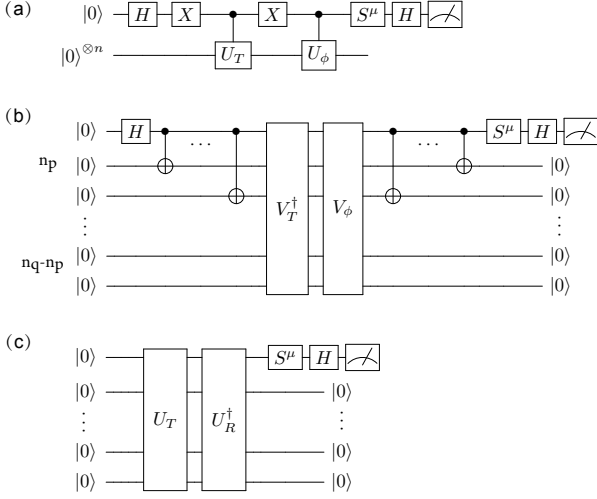 (a)
|0⟩ H X X S^μ H
|0⟩^{⊗n} U_T U_ϕ
(b)
|0⟩ H ... ... S^μ H
n_p |0⟩ |0⟩
|0⟩ V_T^† V_ϕ |0⟩
⋮ ⋮
n_q-n_p |0⟩ |0⟩
|0⟩ |0⟩
(c)
|0⟩ S^μ H
|0⟩ |0⟩
⋮ U_T U_R^† ⋮
|0⟩ |0⟩
|0⟩ |0⟩